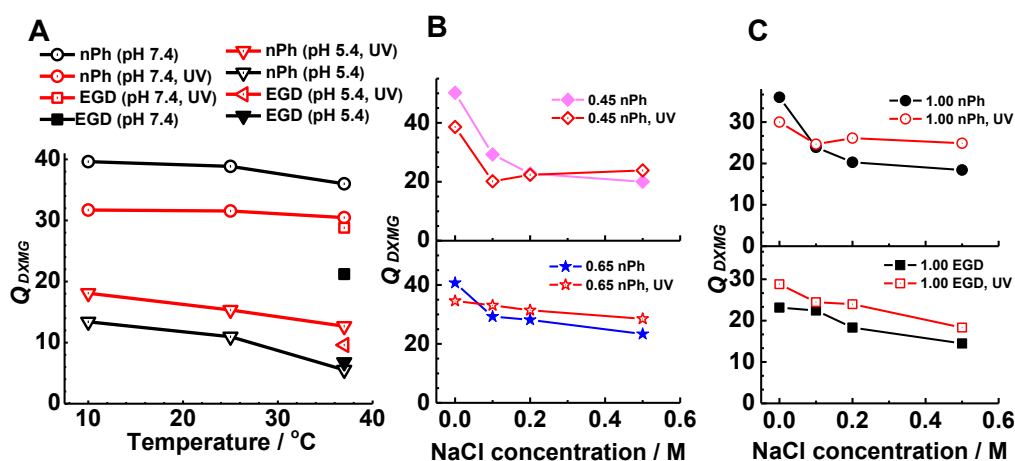 A
nPh (pH 7.4)
nPh (pH 7.4, UV)
EGD (pH 7.4, UV)
EGD (pH 7.4)
nPh (pH 5.4, UV)
nPh (pH 5.4)
EGD (pH 5.4, UV)
EGD (pH 5.4)
40
30
20
10
0
Q DXMG
10 20 30 40
Temperature / °C
B
0.45 nPh
0.45 nPh, UV
60
40
20
0
Q DXMG
0.65 nPh
0.65 nPh, UV
60
40
20
0
0.0 0.2 0.4 0.6
NaCl concentration / M
C
1.00 nPh
1.00 nPh, UV
30
20
10
0
Q DXMG
1.00 EGD
1.00 EGD, UV
30
20
10
0
0.0 0.2 0.4 0.6
NaCl concentration / M